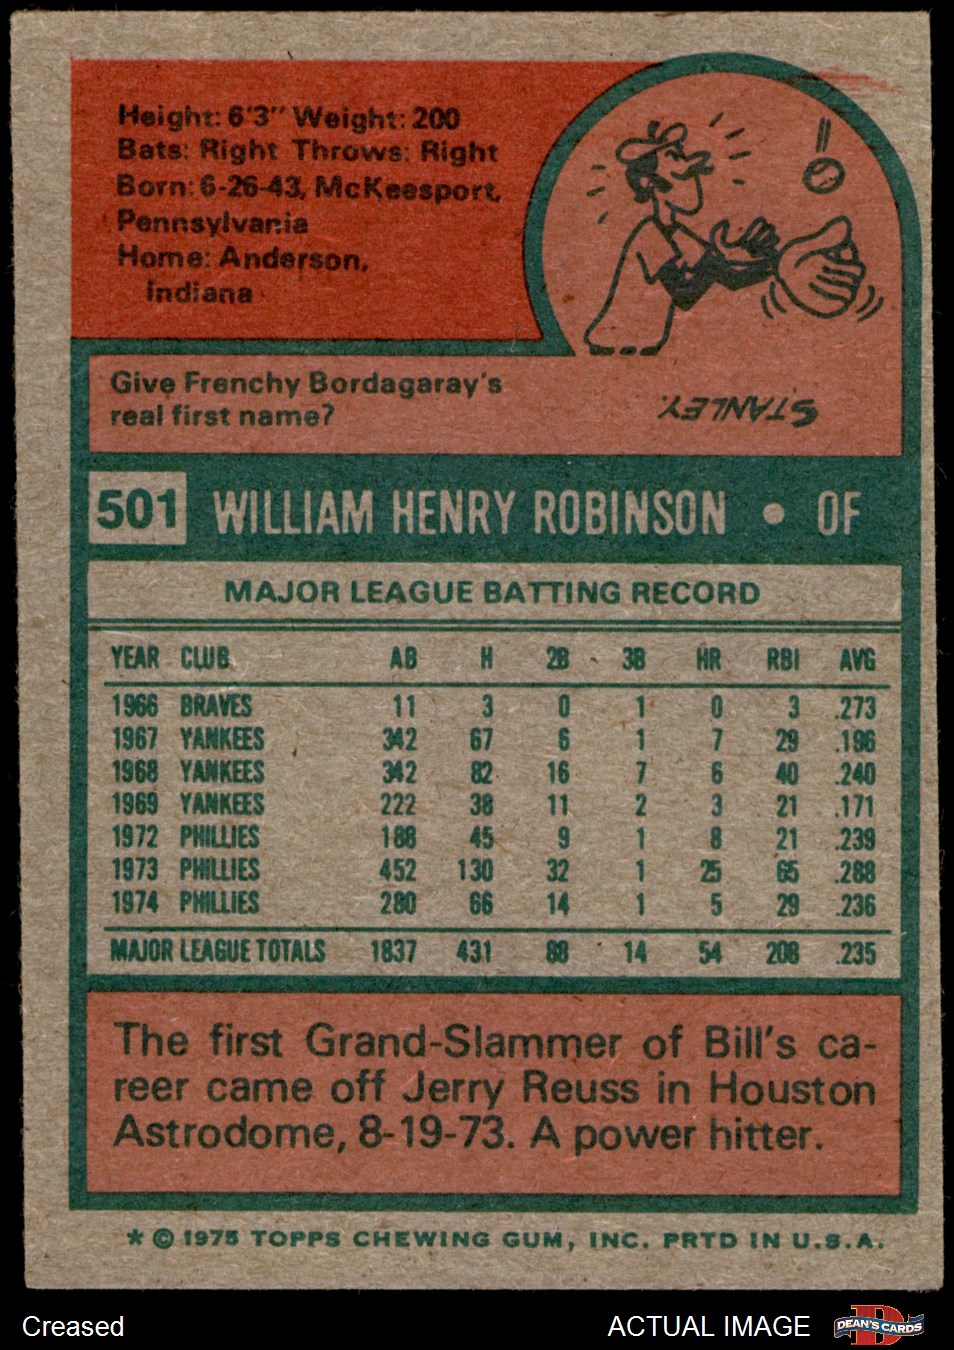 Height: 6'3" Weight: 200
Bats: Right Throws: Right
Born: 6-26-43, McKeesport,
Pennsylvania
Home: Anderson,
Indiana
Give Frenchy Bordagaray's
real first name?
STANLEY.
501 WILLIAM HENRY ROBINSON • OF
MAJOR LEAGUE BATTING RECORD
YEAR CLUB AB H 2B 3B HR RBI AVG
1966 BRAVES 11 3 0 1 0 3 .273
1967 YANKEES 342 67 6 1 7 29 .196
1968 YANKEES 342 82 16 7 6 40 .240
1969 YANKEES 222 38 11 2 3 21 .171
1972 PHILLIES 188 45 9 1 8 21 .239
1973 PHILLIES 452 130 32 1 25 65 .288
1974 PHILLIES 280 66 14 1 5 29 .236
MAJOR LEAGUE TOTALS 1837 431 88 14 54 208 .235
The first Grand-Slammer of Bill's ca-
reer came off Jerry Reuss in Houston
Astrodome, 8-19-73. A power hitter.
* © 1975 TOPPS CHEWING GUM, INC. PRTD IN U.S.A.
Creased ACTUAL IMAGE DEAN'S CARDS